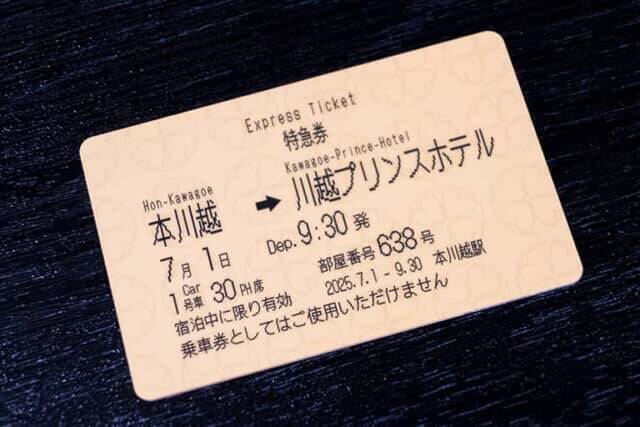 Express Ticket
特急券
Hon-Kawagoe Kawagoe-Prince-Hotel
本川越 ➡ 川越プリンスホテル
7月1日 Dep. 9:30 発
Car
1号車 30 PH席 部屋番号 638号
宿泊中に限り有効 2025.7.1 - 9.30 本川越駅
乗車券としてはご使用いただけません